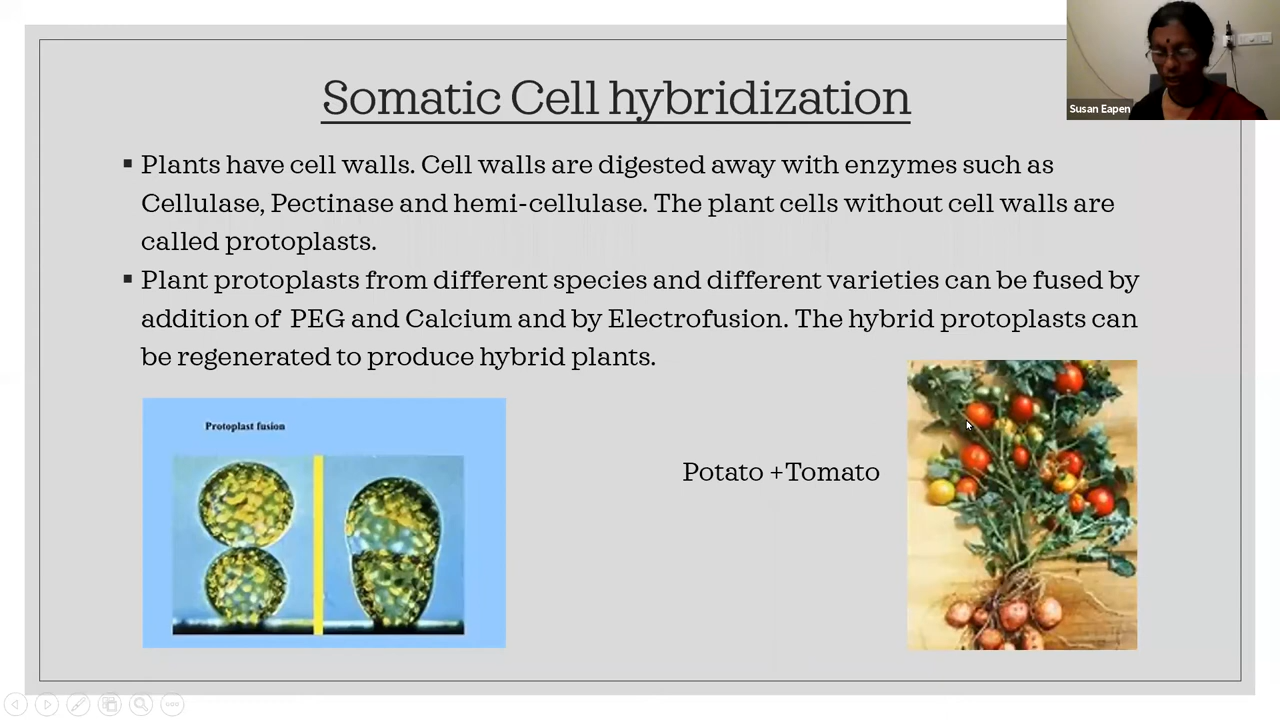 Somatic Cell hybridization
Susan Eapen
▪ Plants have cell walls. Cell walls are digested away with enzymes such as
Cellulase, Pectinase and hemi-cellulase. The plant cells without cell walls are
called protoplasts.
▪ Plant protoplasts from different species and different varieties can be fused by
addition of PEG and Calcium and by Electrofusion. The hybrid protoplasts can
be regenerated to produce hybrid plants.
Protoplast fusion
Potato +Tomato